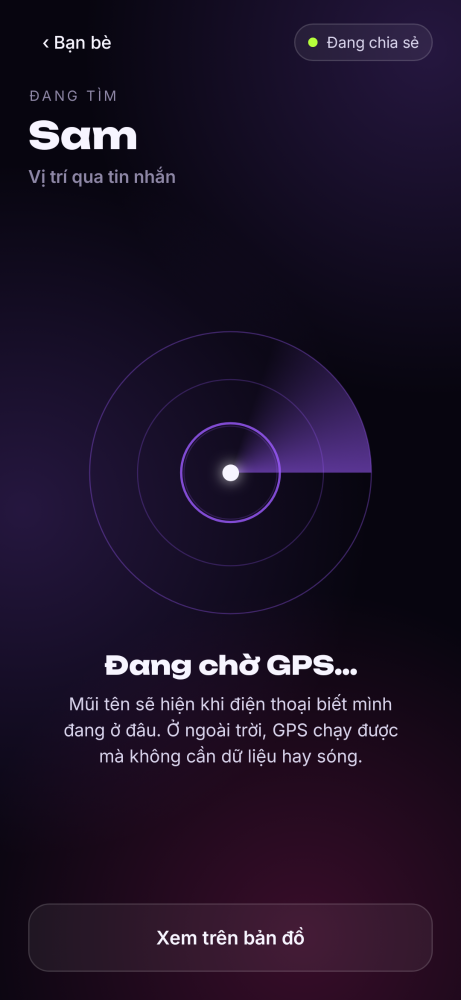 ‹ Bạn bè
Đang chia sẻ
ĐANG TÌM
Sam
Vị trí qua tin nhắn
Đang chờ GPS...
Mũi tên sẽ hiện khi điện thoại biết mình
đang ở đâu. Ở ngoài trời, GPS chạy được
mà không cần dữ liệu hay sóng.
Xem trên bản đồ